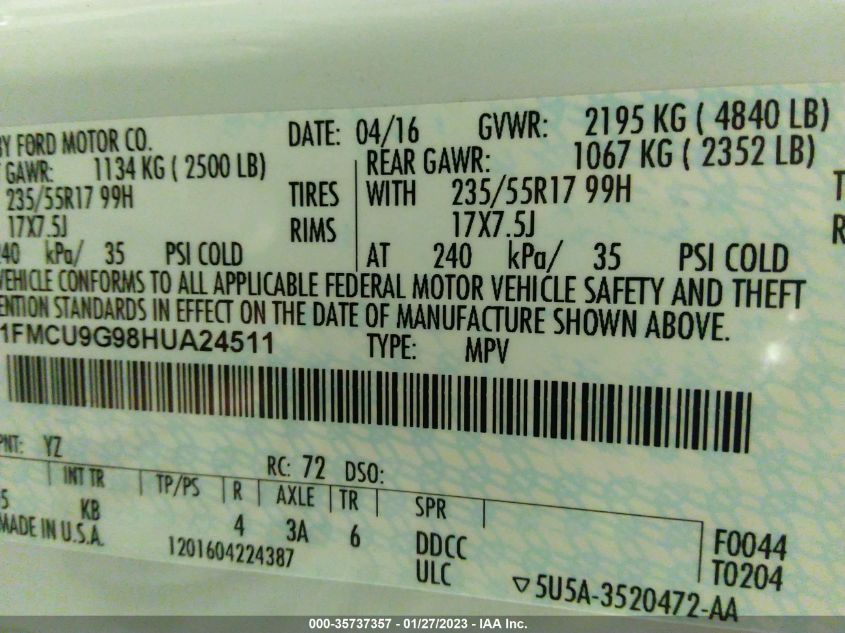 BY FORD MOTOR CO. DATE: 04/16 GVWR: 2195 KG ( 4840 LB)
GAWR: 1134 KG ( 2500 LB) REAR GAWR: 1067 KG ( 2352 LB)
235/55R17 99H TIRES WITH 235/55R17 99H
17X7.5J RIMS 17X7.5J
240 kPa/ 35 PSI COLD AT 240 kPa/ 35 PSI COLD
VEHICLE CONFORMS TO ALL APPLICABLE FEDERAL MOTOR VEHICLE SAFETY AND THEFT
ENTION STANDARDS IN EFFECT ON THE DATE OF MANUFACTURE SHOWN ABOVE.
1FMCU9G98HUA24511 TYPE: MPV
PNT: YZ RC: 72 DSO:
INT TR TP/PS R AXLE TR SPR
5 KB 4 3A 6 DDCC F0044
MADE IN U.S.A. 1201604224387 ULC T0204
▽5U5A-3520472-AA
000-35737357 - 01/27/2023 - © IAA Inc.